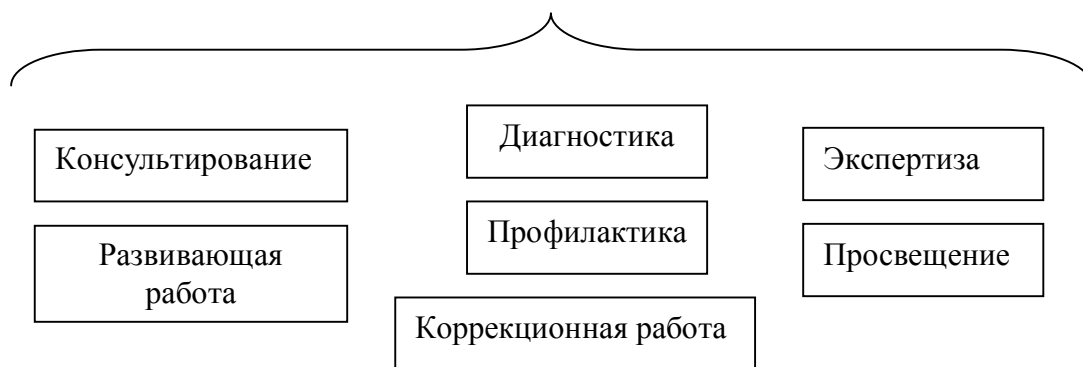 Консультирование
Диагностика
Экспертиза
Развивающая
работа
Профилактика
Просвещение
Коррекционная работа